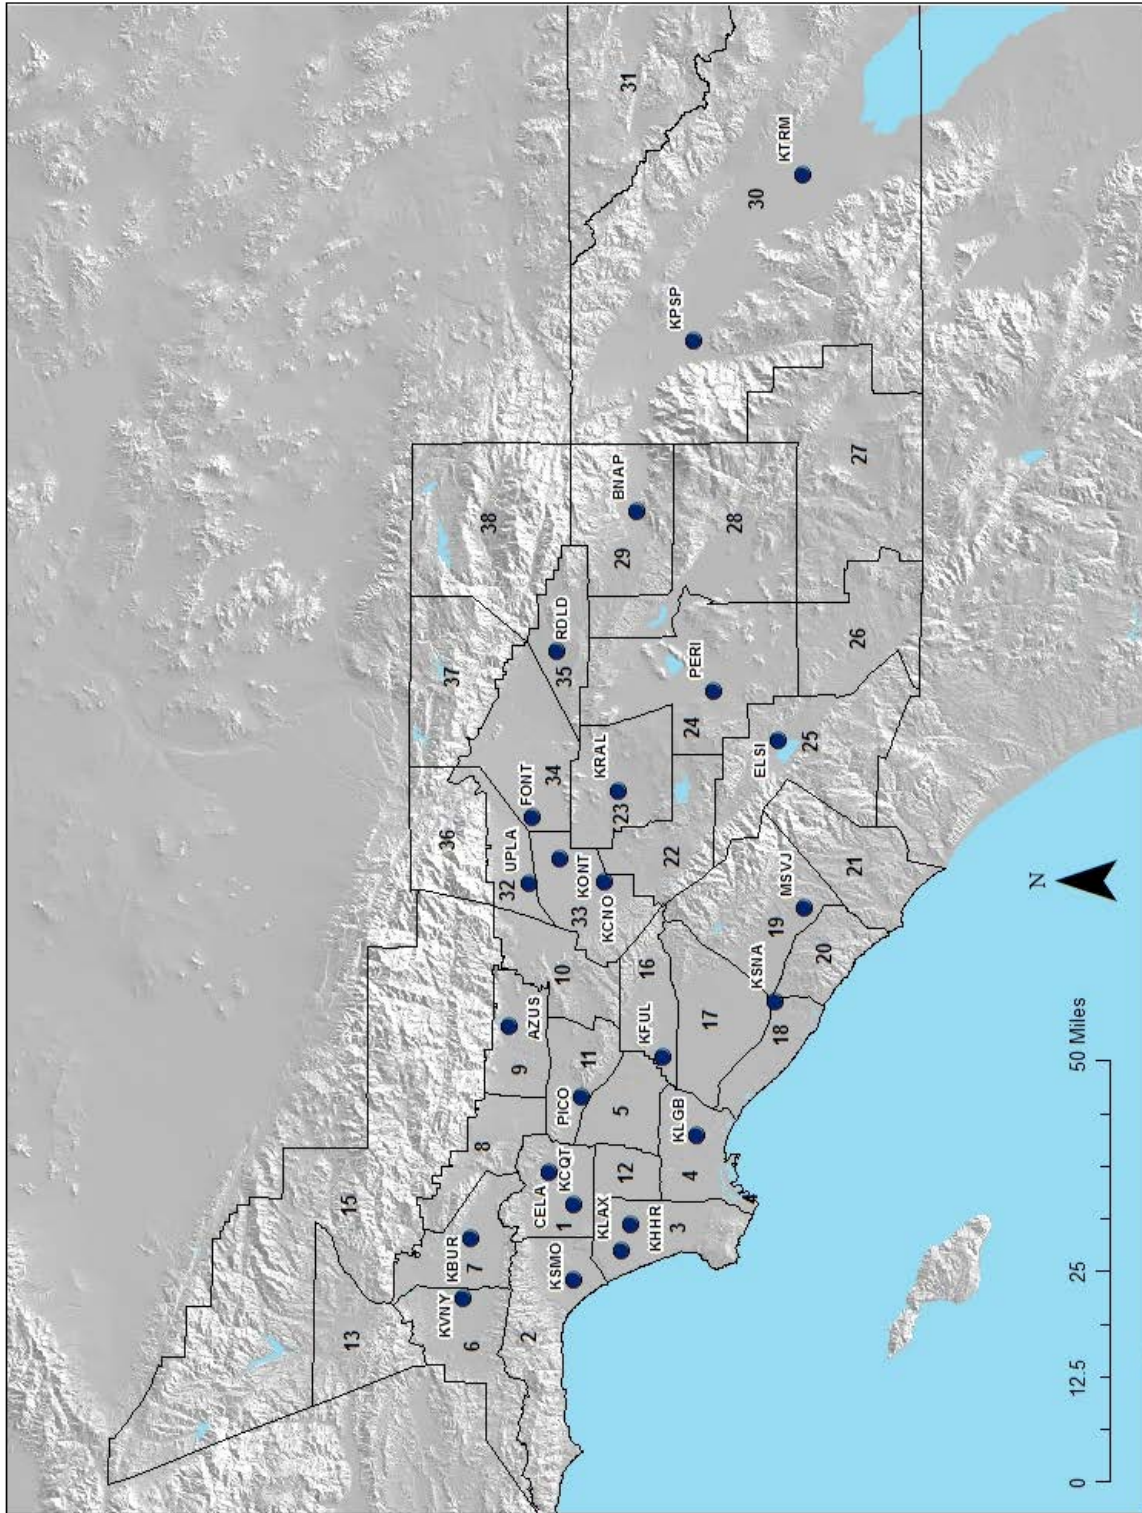 13
15
36
37
38
KVNY
KBUR
6
7
8
9
AZUS
32
UPLA
FONT
2
CELA
KCQT
1
PICO
10
34
35
RDLD
KSMO
11
33
KONT
KCNO
KRAL
23
29
BNAP
31
KLAX
12
5
KHHR
KFUL
16
22
KPSP
3
4
KLGB
17
24
PERI
28
30
KTRM
18
KSNA
19
MSVJ
ELSI
25
20
21
26
27
N
0 12.5 25 50 Miles